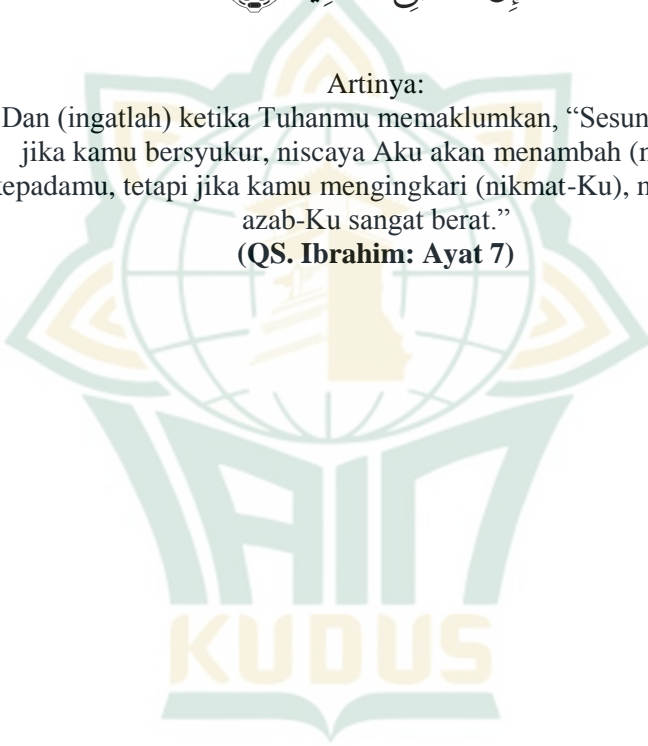 Artinya:
Dan (ingatlah) ketika Tuhanmu memaklumkan, “Sesun
jika kamu bersyukur, niscaya Aku akan menambah (n
kepadamu, tetapi jika kamu mengingkari (nikmat-Ku), n
azab-Ku sangat berat.”
(QS. Ibrahim: Ayat 7)
IAIN
KUDUS